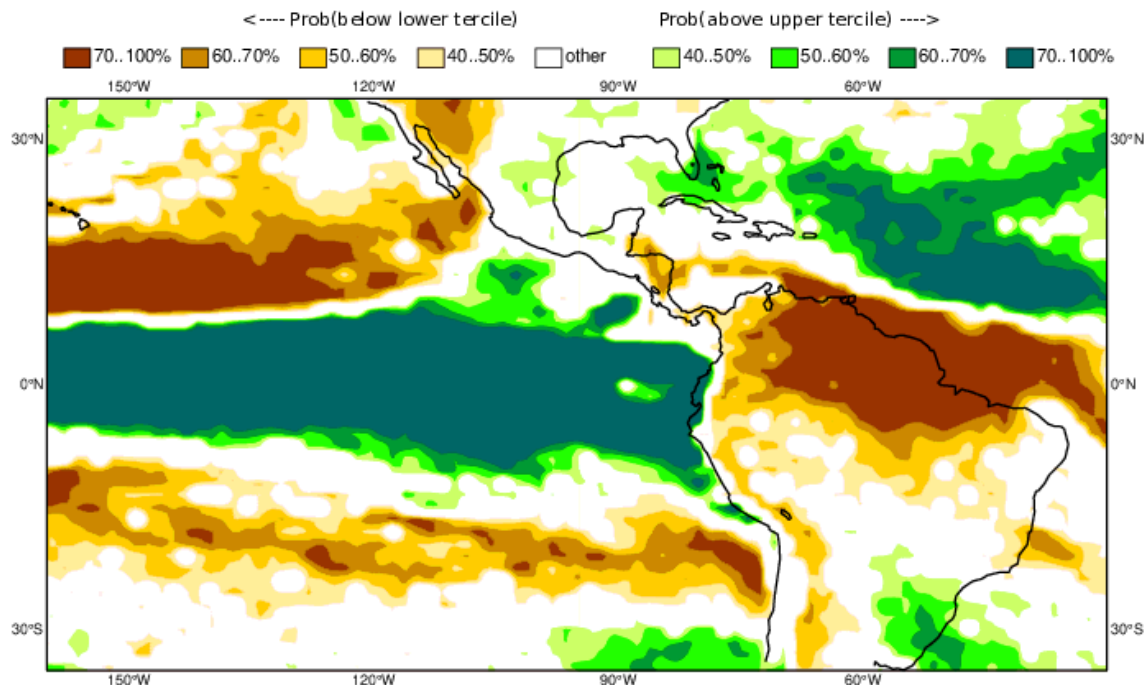 <---- Prob(below lower tercile) Prob(above upper tercile) ---->
70..100% 60..70% 50..60% 40..50% other 40..50% 50..60% 60..70% 70..100%
150°W 120°W 90°W 60°W
30°N 30°N
0°N 0°N
30°S 30°S
150°W 120°W 90°W 60°W